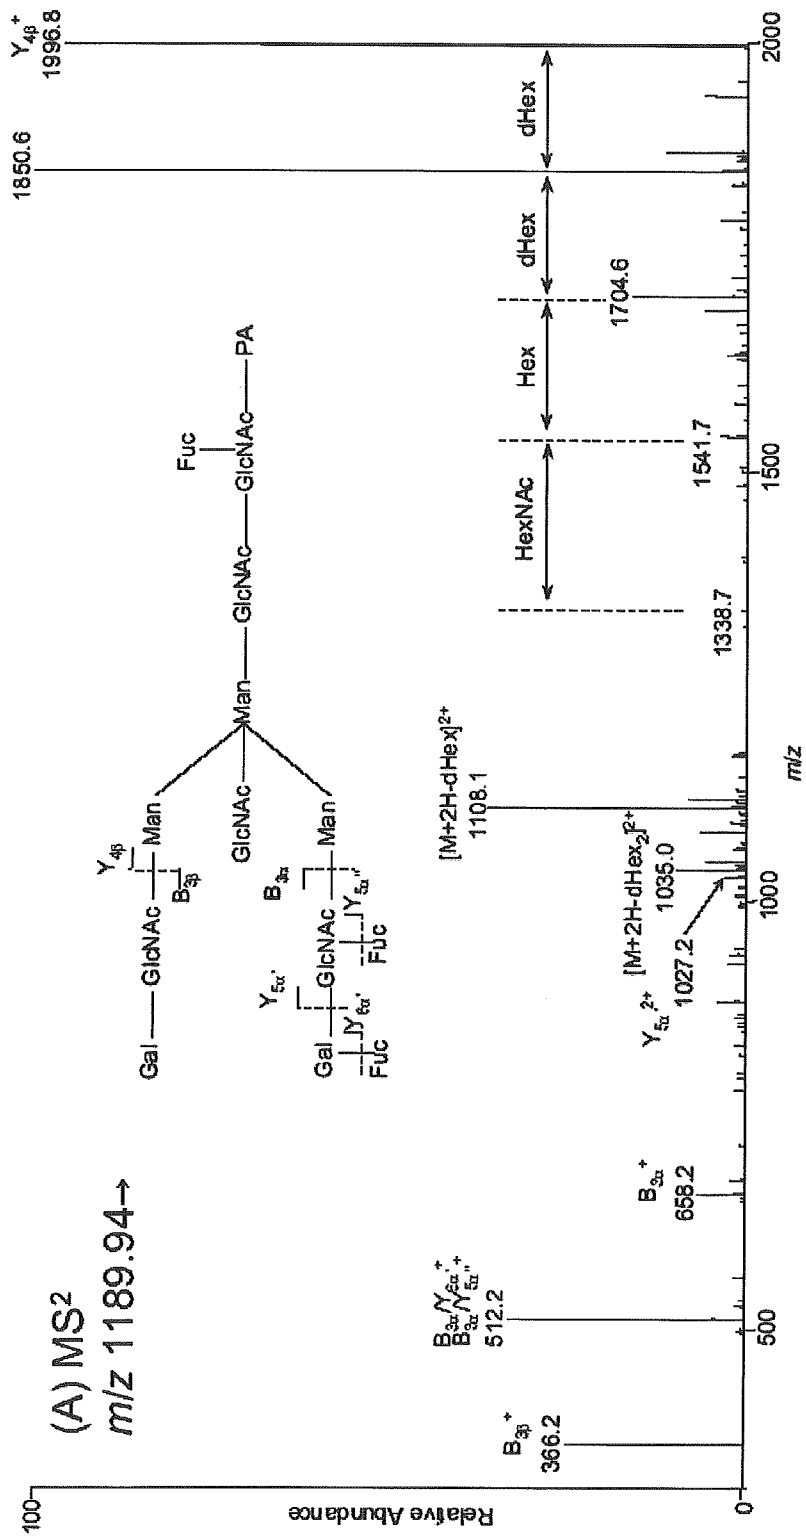 (A) MS²
m/z 1189.94→
Relative Abundance
100
0
500
1000
1500
2000
m/z
B3β⁺
366.2
B3α/Y6α'⁺
B3α/Y5α''⁺
512.2
B3α⁺
658.2
Y5α'²⁺
1027.2
[M+2H-dHex₂]²⁺
1035.0
[M+2H-dHex]²⁺
1108.1
1338.7
HexNAc
1541.7
Hex
1704.6
dHex
1850.6
dHex
Y4β⁺
1996.8
Gal
GlcNAc
Y4β
B3β
Man
GlcNAc
Man
GlcNAc
GlcNAc
Fuc
PA
Gal
Y6α'
Fuc
Y5α'
GlcNAc
Y5α''
Fuc
B3α
Man